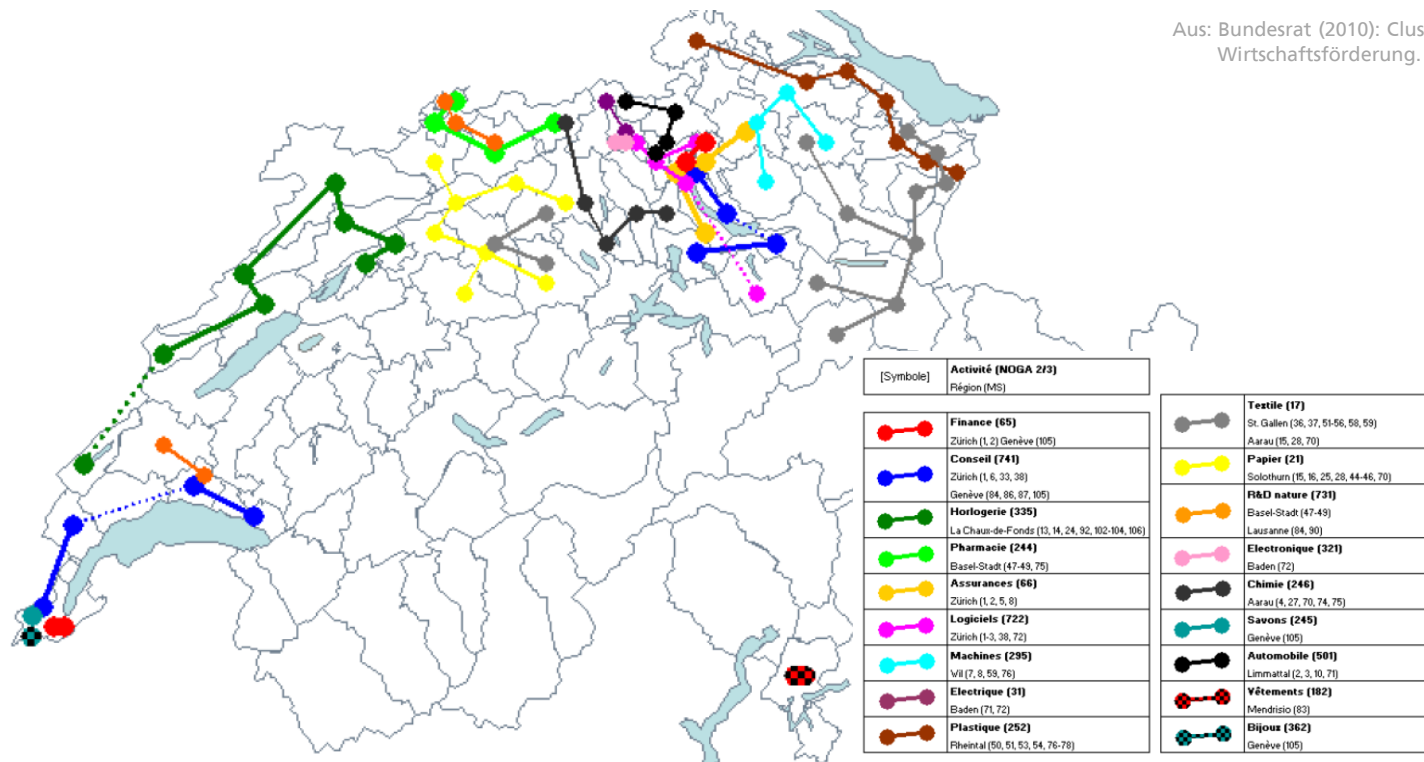 Aus: Bundesrat (2010): Clus
Wirtschaftsförderung.
[Symbole]
Activité (NOGA 2/3)
Région (MS)
Finance (65)
Zürich (1, 2) Genève (105)
Conseil (741)
Zürich (1, 6, 33, 38)
Genève (84, 86, 87, 105)
Horlogerie (335)
La Chaux-de-Fonds (13, 14, 24, 92, 102-104, 106)
Pharmacie (244)
Basel-Stadt (47-49, 75)
Assurances (66)
Zürich (1, 2, 5, 8)
Logiciels (722)
Zürich (1-3, 38, 72)
Machines (295)
Wil (7, 8, 59, 76)
Electrique (31)
Baden (71, 72)
Plastique (252)
Rheintal (50, 51, 53, 54, 76-78)
Textile (17)
St. Gallen (36, 37, 51-56, 58, 59)
Aarau (15, 28, 70)
Papier (21)
Solothurn (15, 16, 25, 28, 44-46, 70)
R&D nature (731)
Basel-Stadt (47-49)
Lausanne (84, 90)
Electronique (321)
Baden (72)
Chimie (246)
Aarau (4, 27, 70, 74, 75)
Savons (245)
Genève (105)
Automobile (501)
Limmattal (2, 3, 10, 71)
Vêtements (182)
Mendrisio (83)
Bijoux (362)
Genève (105)